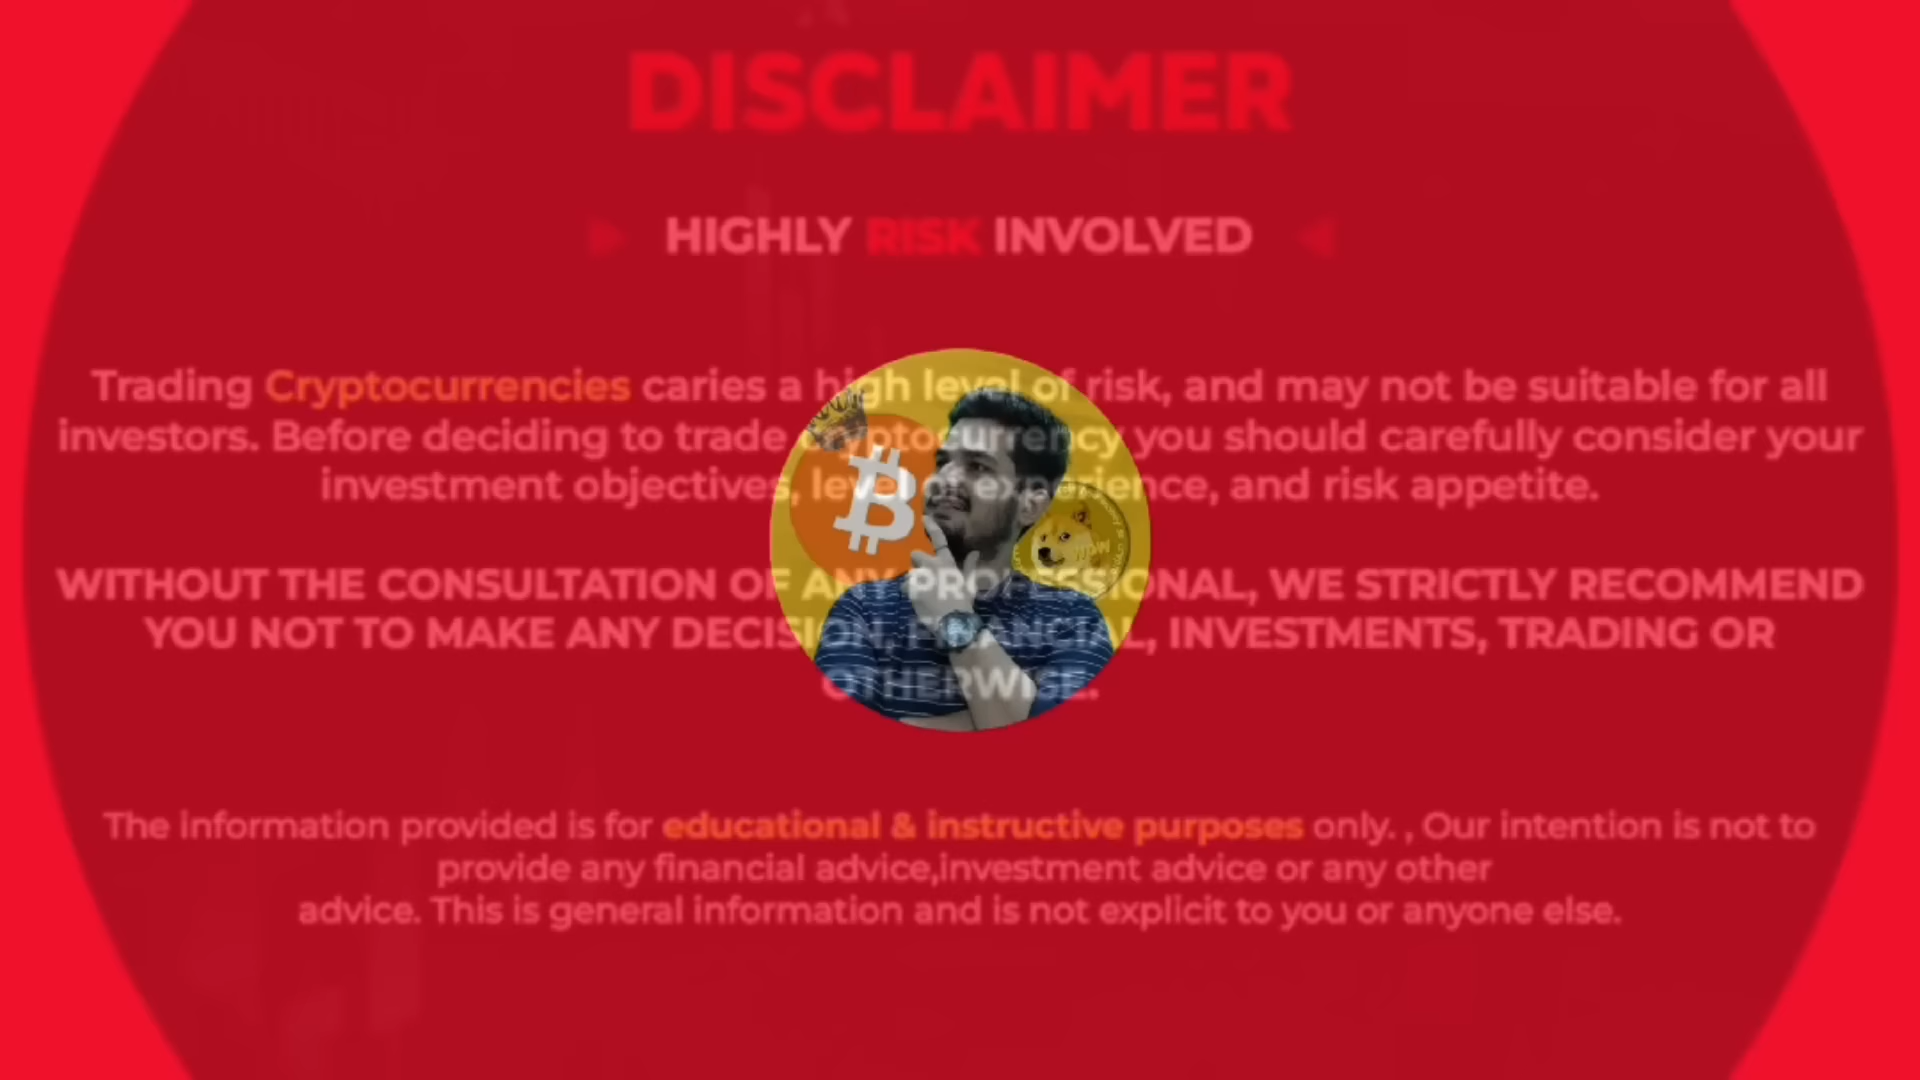 DISCLAIMER
HIGHLY RISK INVOLVED
Trading Cryptocurrencies caries a high level of risk, and may not be suitable for all
investors. Before deciding to trade cryptocurrency you should carefully consider your
investment objectives, level of experience, and risk appetite.
WITHOUT THE CONSULTATION OF ANY PROFESSIONAL, WE STRICTLY RECOMMEND
YOU NOT TO MAKE ANY DECISION, FINANCIAL, INVESTMENTS, TRADING OR
OTHERWISE.
WOW
The information provided is for educational & instructive purposes only. , Our intention is not to
provide any financial advice,investment advice or any other
advice. This is general information and is not explicit to you or anyone else.